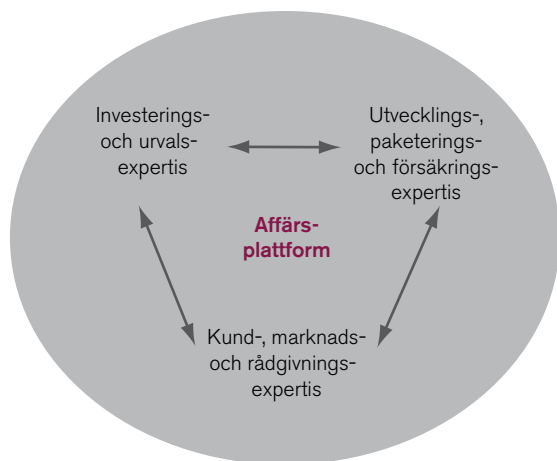 Investerings-
och urvals-
expertis
Utvecklings-,
paketerings-
och försäkrings-
expertis
Affärs-
plattform
Kund-, marknads-
och rådgivnings-
expertis